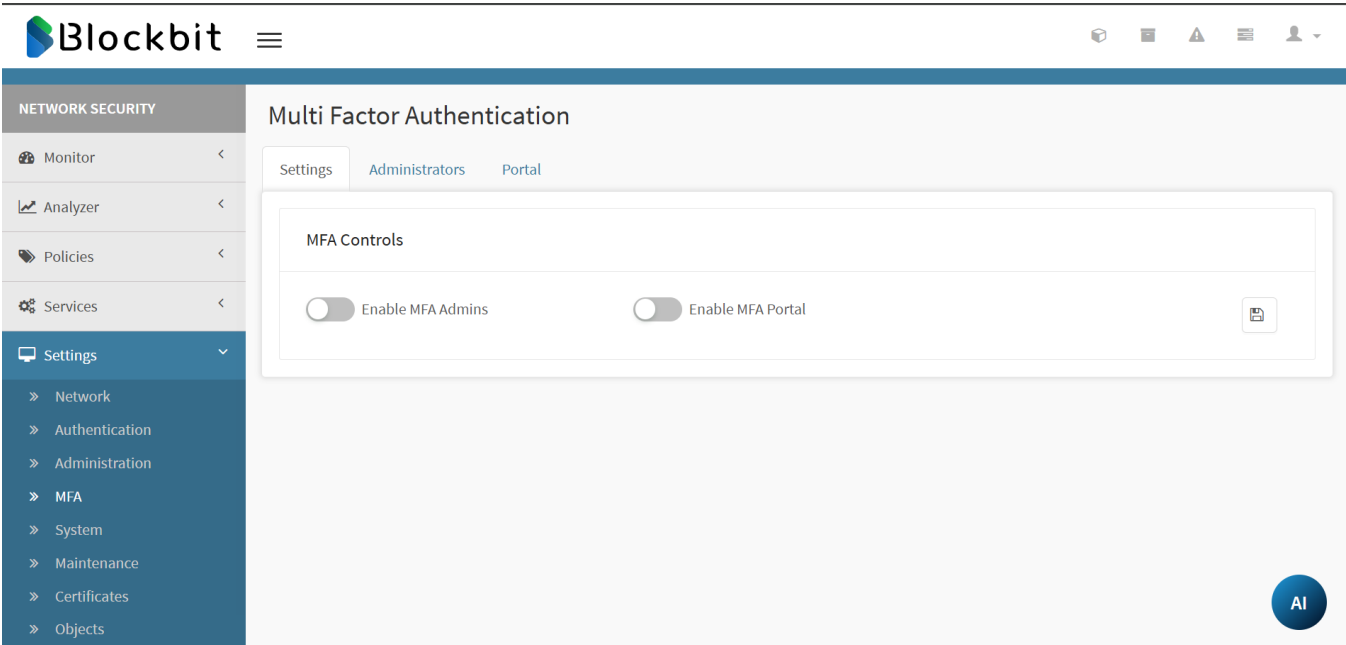 Blockbit
NETWORK SECURITY
Monitor
Analyzer
Policies
Services
Settings
Network
Authentication
Administration
MFA
System
Maintenance
Certificates
Objects
Multi Factor Authentication
Settings Administrators Portal
MFA Controls
Enable MFA Admins Enable MFA Portal
AI